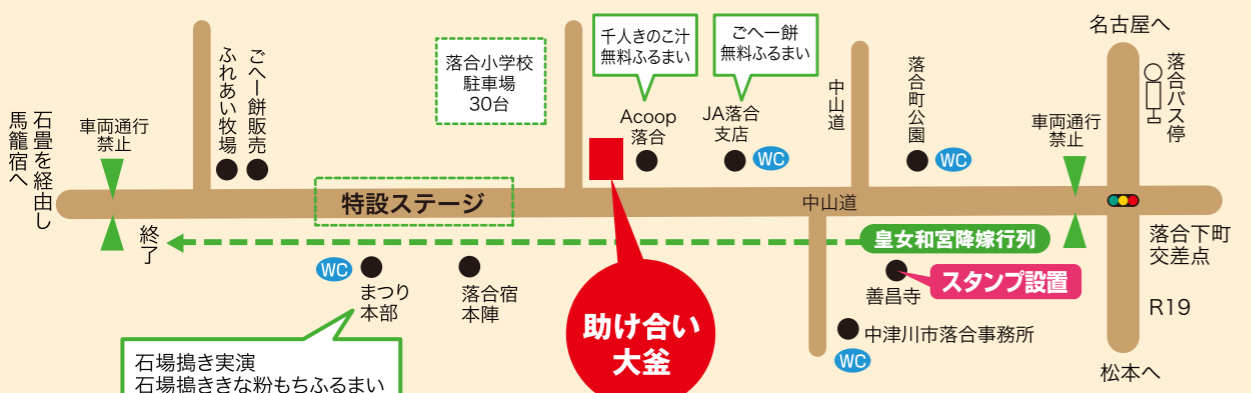 石畳を経由し
馬籠宿へ
車両通行
禁止
終了
ふれあい牧場
ごへー餅販売
落合小学校
駐車場
30台
特設ステージ
千人きのこ汁
無料ふるまい
Acoop
落合
ごへー餅
無料ふるまい
JA落合
支店
WC
中山道
中山道
落合町公園
WC
車両通行
禁止
名古屋へ
落合バス停
落合下町
交差点
R19
松本へ
皇女和宮降嫁行列
スタンプ設置
善昌寺
中津川市落合事務所
WC
助け合い
大釜
落合宿
本陣
WC
まつり
本部
石場搗き実演
石場搗ききな粉もちふるまい